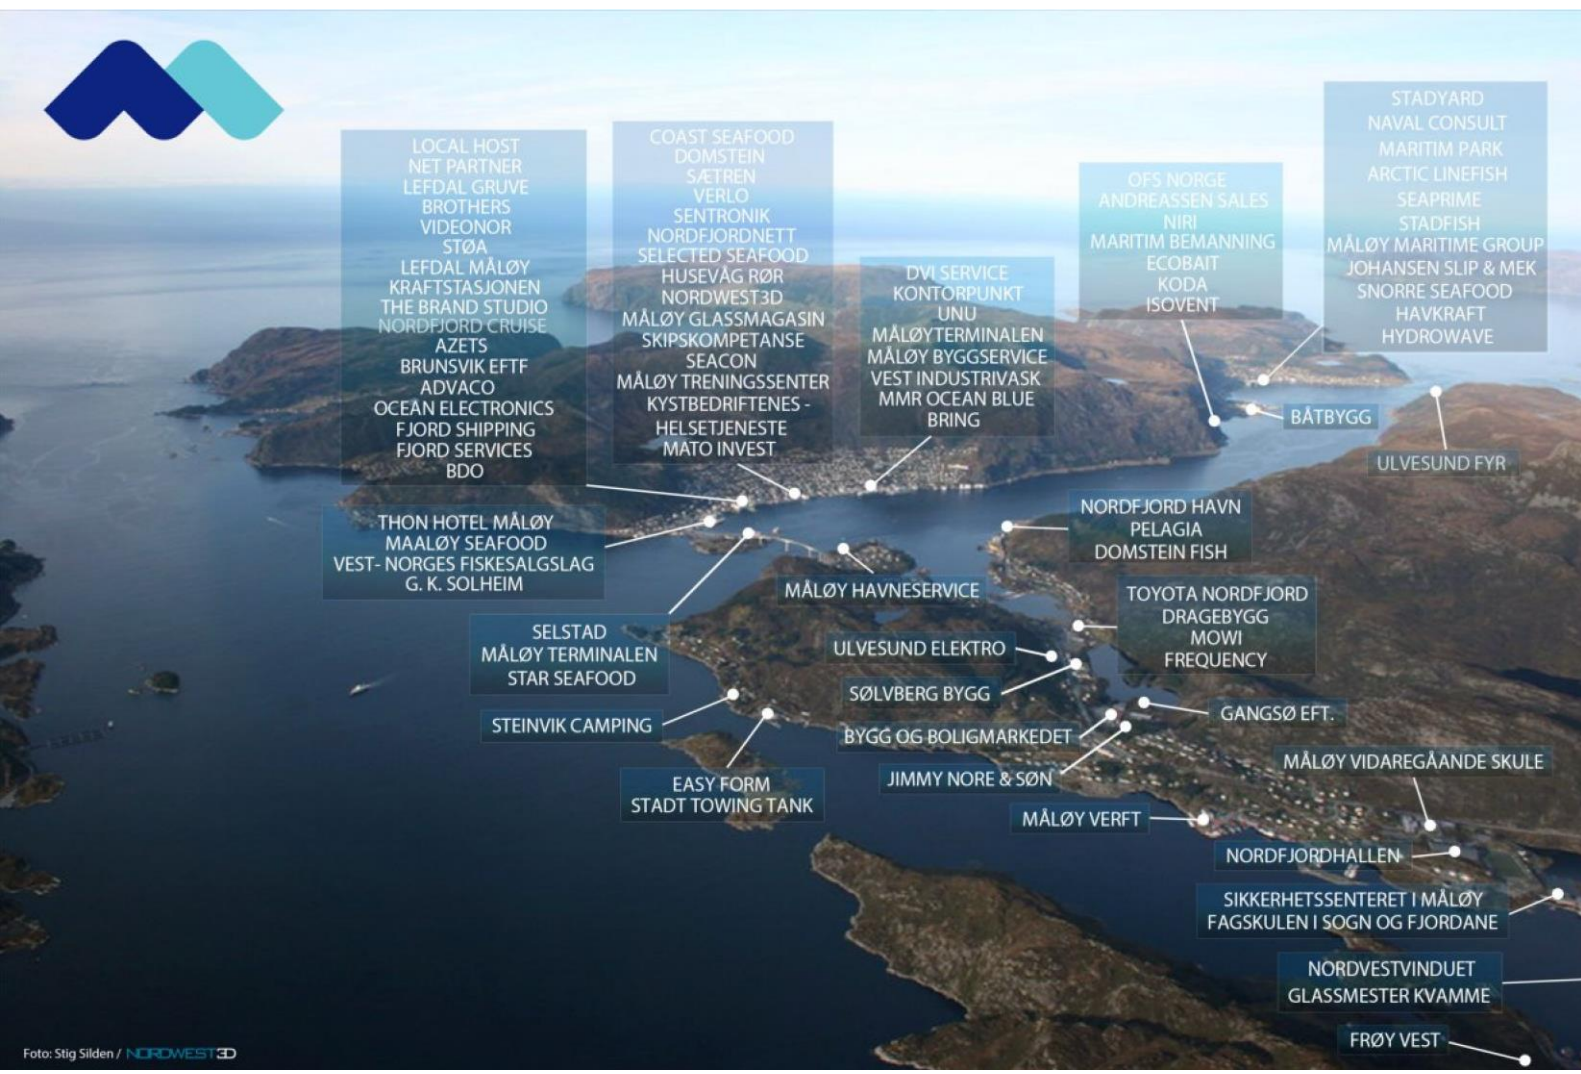 LOCAL HOST
NET PARTNER
LEFDAL GRUVE
BROTHERS
VIDEONOR
STØA
LEFDAL MÅLØY
KRAFTSTASJONEN
THE BRAND STUDIO
NORDFJORD CRUISE
AZETS
BRUNSVIK EFTF
ADVACO
OCEAN ELECTRONICS
FJORD SHIPPING
FJORD SERVICES
BDO
COAST SEAFOOD
DOMSTEIN
SÆTREN
VERLO
SENTRONIK
NORDFJORDNETT
SELECTED SEAFOOD
HUSEVÅG RØR
NORDWEST3D
MÅLØY GLASSMAGASIN
SKIPSKOMPETANSE
SEACON
MÅLØY TRENINGSSENTER
KYSTBEDRIFTENES -
HELSETJENESTE
MATO INVEST
DVI SERVICE
KONTORPUNKT
UNU
MÅLØYTERMINALEN
MÅLØY BYGGSERVICE
VEST INDUSTRIVASK
MMR OCEAN BLUE
BRING
OFS NORGE
ANDREASSEN SALES
NIRI
MARITIM BEMANNING
ECOBAIT
KODA
ISOVENT
STADYARD
NAVAL CONSULT
MARITIM PARK
ARCTIC LINEFISH
SEAPRIME
STADFISH
MÅLØY MARITIME GROUP
JOHANSEN SLIP & MEK
SNORRE SEAFOOD
HAVKRAFT
HYDROWAVE
BÅTBYGG
ULVESUND FYR
THON HOTEL MÅLØY
MAALØY SEAFOOD
VEST- NORGES FISKESALGSLAG
G. K. SOLHEIM
MÅLØY HAVNESERVICE
NORDFJORD HAVN
PELAGIA
DOMSTEIN FISH
SELSTAD
MÅLØY TERMINALEN
STAR SEAFOOD
TOYOTA NORDFJORD
DRAGEBYGG
MOWI
FREQUENCY
ULVESUND ELEKTRO
SØLVBERG BYGG
STEINVIK CAMPING
GANGSØ EFT.
BYGG OG BOLIGMARKEDET
JIMMY NORE & SØN
EASY FORM
STADT TOWING TANK
MÅLØY VIDAREGÅANDE SKULE
MÅLØY VERFT
NORDFJORDHALLEN
SIKKERHETSSENTERET I MÅLØY
FAGSKULEN I SOGN OG FJORDANE
NORDVESTVINDUET
GLASSMESTER KVAMME
FRØY VEST
Foto: Stig Silden / NORDWEST3D